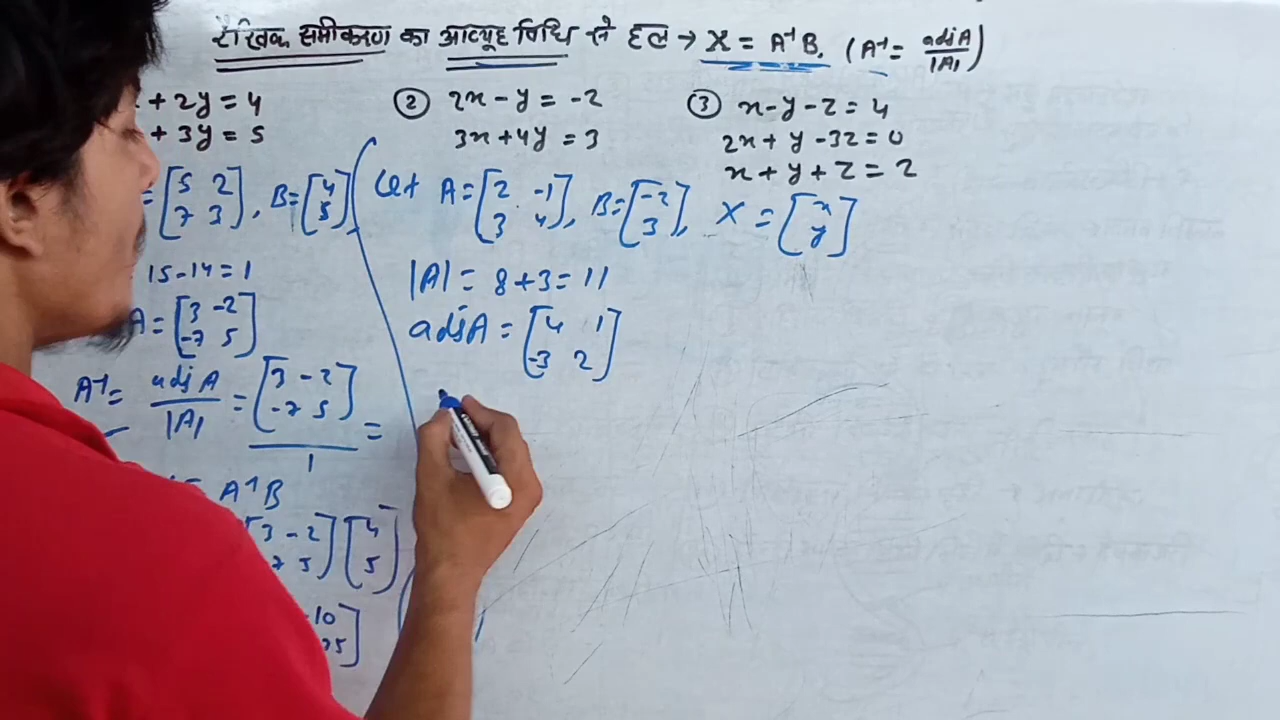 रैखिक समीकरण का आव्यूह विधि से हल → X = A⁻¹B. (A⁻¹ = adjA/|A|)
+ 2y = 4
+ 3y = 5
= [5 2; 7 3], B = [4; 5]
15 - 14 = 1
A = [3 -2; -7 5]
A⁻¹ = adj A/|A| = [3 -2; -7 5]/1 =
= A⁻¹B
3 -2; 7 5] [4; 5]
-10
25]
② 2x - y = -2
3x + 4y = 3
Let A = [2 -1; 3 4], B = [-2; 3], X = [x; y]
|A| = 8 + 3 = 11
adjA = [4 1; -3 2]
③ x - y - z = 4
2x + y - 3z = 0
x + y + z = 2